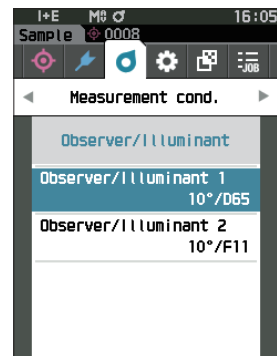 I+E M0 16:05
Sample 0008
-JOB
Measurement cond.
Observer/Illuminant
Observer/Illuminant 1
10°/D65
Observer/Illuminant 2
10°/F11